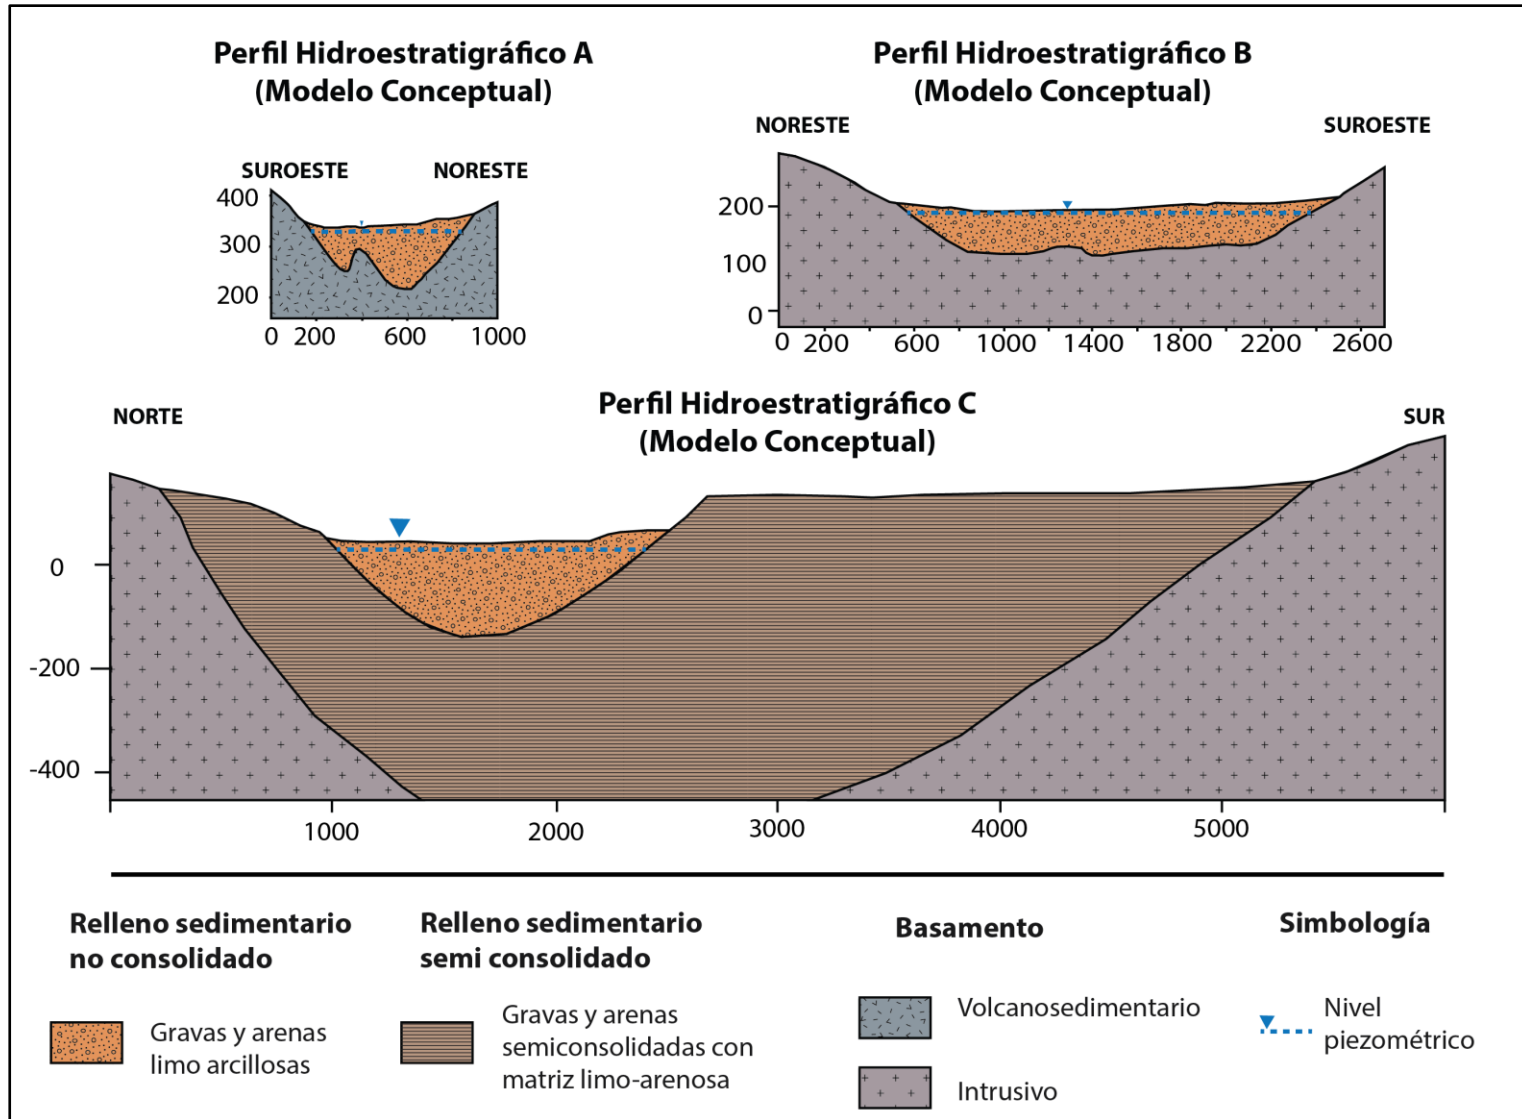 Perfil Hidroestratigráfico A
(Modelo Conceptual)
SUROESTE NORESTE
400
300
200
0 200 600 1000
Perfil Hidroestratigráfico B
(Modelo Conceptual)
NORESTE SUROESTE
200
100
0
0 200 600 1000 1400 1800 2200 2600
Perfil Hidroestratigráfico C
(Modelo Conceptual)
NORTE SUR
0
-200
-400
1000 2000 3000 4000 5000
Relleno sedimentario
no consolidado
Gravas y arenas
limo arcillosas
Relleno sedimentario
semi consolidado
Gravas y arenas
semiconsolidadas con
matriz limo-arenosa
Basamento
Volcanosedimentario
Intrusivo
Simbología
Nivel
piezométrico